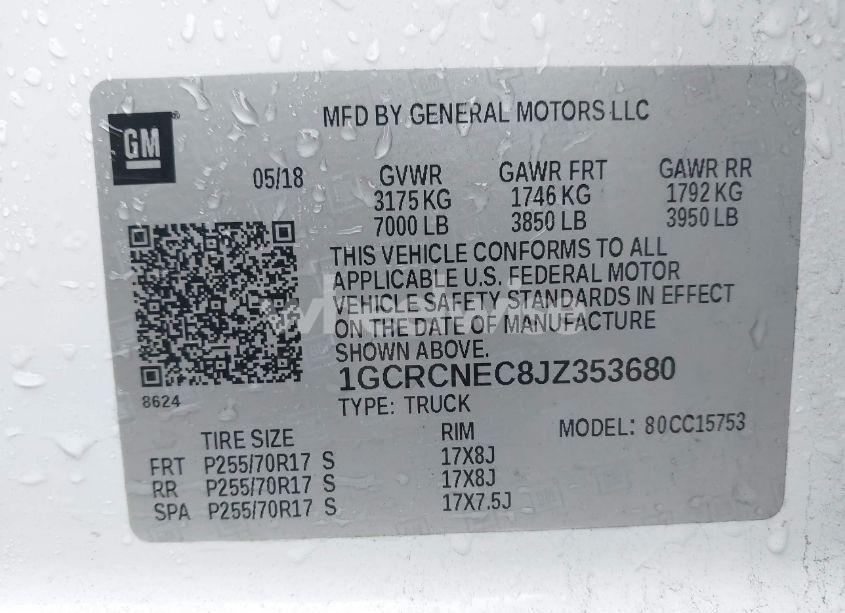 MFD BY GENERAL MOTORS LLC
GM
05/18
GVWR GAWR FRT GAWR RR
3175 KG 1746 KG 1792 KG
7000 LB 3850 LB 3950 LB
THIS VEHICLE CONFORMS TO ALL
APPLICABLE U.S. FEDERAL MOTOR
VEHICLE SAFETY STANDARDS IN EFFECT
ON THE DATE OF MANUFACTURE
SHOWN ABOVE.
1GCRCNEC8JZ353680
8624
TYPE: TRUCK
MODEL: 80CC15753
TIRE SIZE RIM
FRT P255/70R17 S 17X8J
RR P255/70R17 S 17X8J
SPA P255/70R17 S 17X7.5J